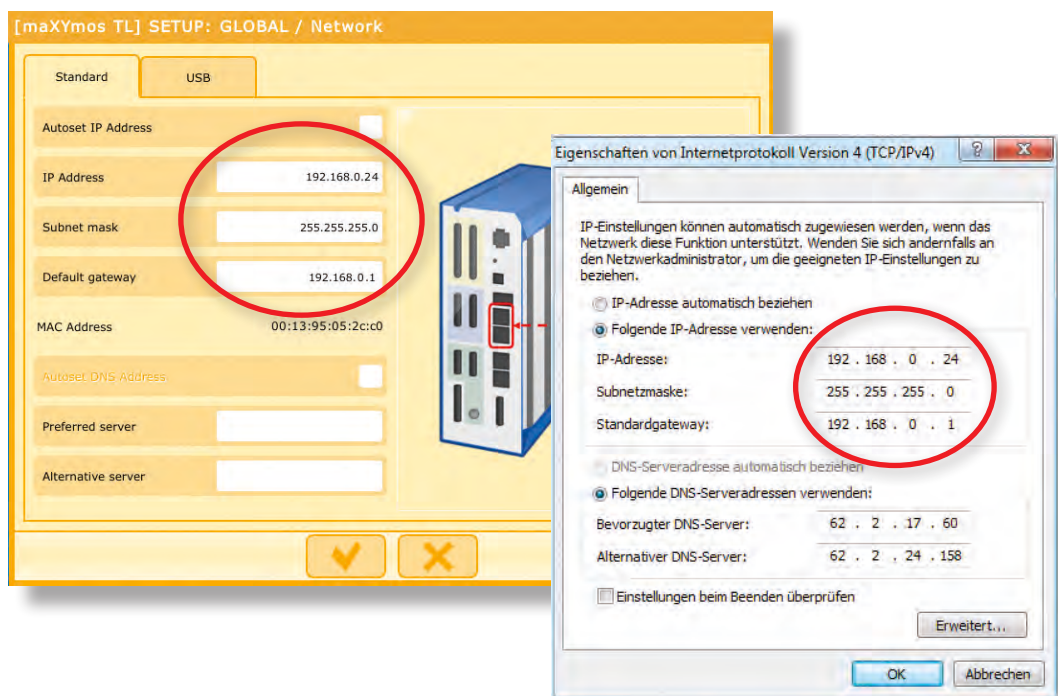 [maXYmos TL] SETUP: GLOBAL / Network
Standard
USB
Autoset IP Address
IP Address
192.168.0.24
Subnet mask
255.255.255.0
Default gateway
192.168.0.1
MAC Address
00:13:95:05:2c:c0
Autoset DNS Address
Preferred server
Alternative server
Eigenschaften von Internetprotokoll Version 4 (TCP/IPv4)
Allgemein
IP-Einstellungen können automatisch zugewiesen werden, wenn das
Netzwerk diese Funktion unterstützt. Wenden Sie sich andernfalls an
den Netzwerkadministrator, um die geeigneten IP-Einstellungen zu
beziehen.
IP-Adresse automatisch beziehen
Folgende IP-Adresse verwenden:
IP-Adresse:
192 . 168 . 0 . 24
Subnetzmaske:
255 . 255 . 255 . 0
Standardgateway:
192 . 168 . 0 . 1
DNS-Serveradresse automatisch beziehen
Folgende DNS-Serveradressen verwenden:
Bevorzugter DNS-Server:
62 . 2 . 17 . 60
Alternativer DNS-Server:
62 . 2 . 24 . 158
Einstellungen beim Beenden überprüfen
Erweitert...
OK
Abbrechen